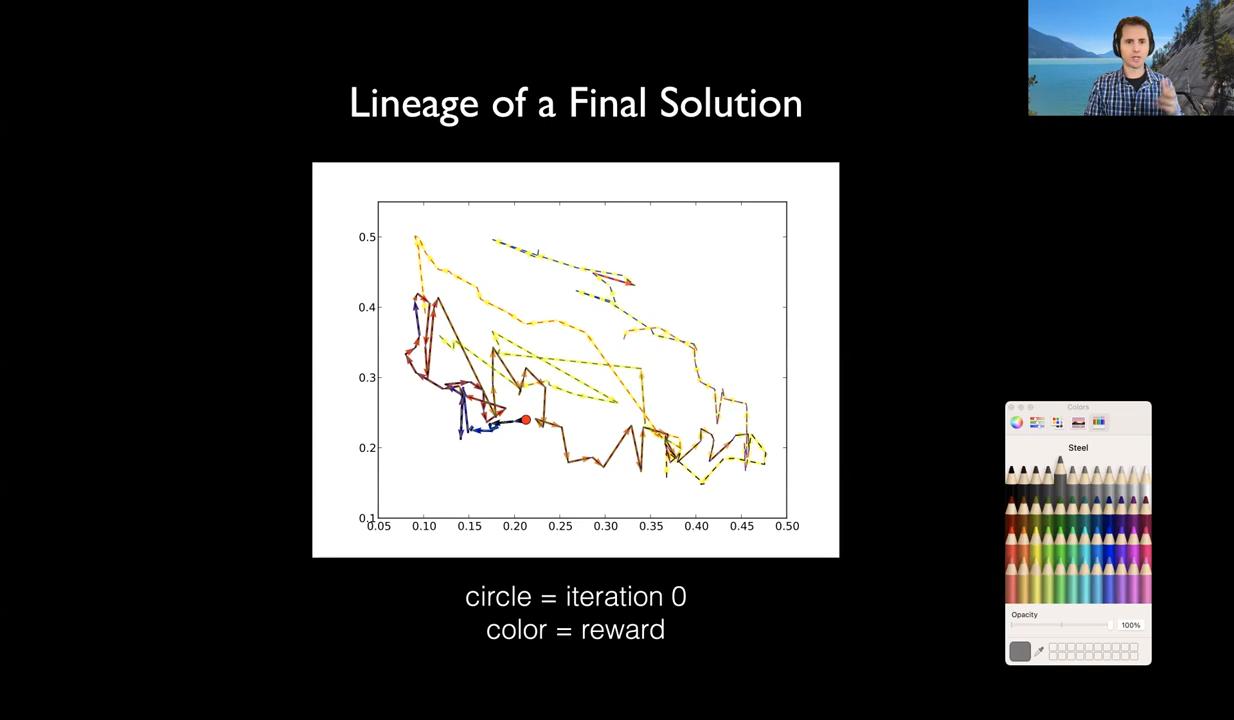 Lineage of a Final Solution
0.5
0.4
0.3
0.2
0.1
0.05 0.10 0.15 0.20 0.25 0.30 0.35 0.40 0.45 0.50
circle = iteration 0
color = reward
Colors
Steel
Opacity
100%